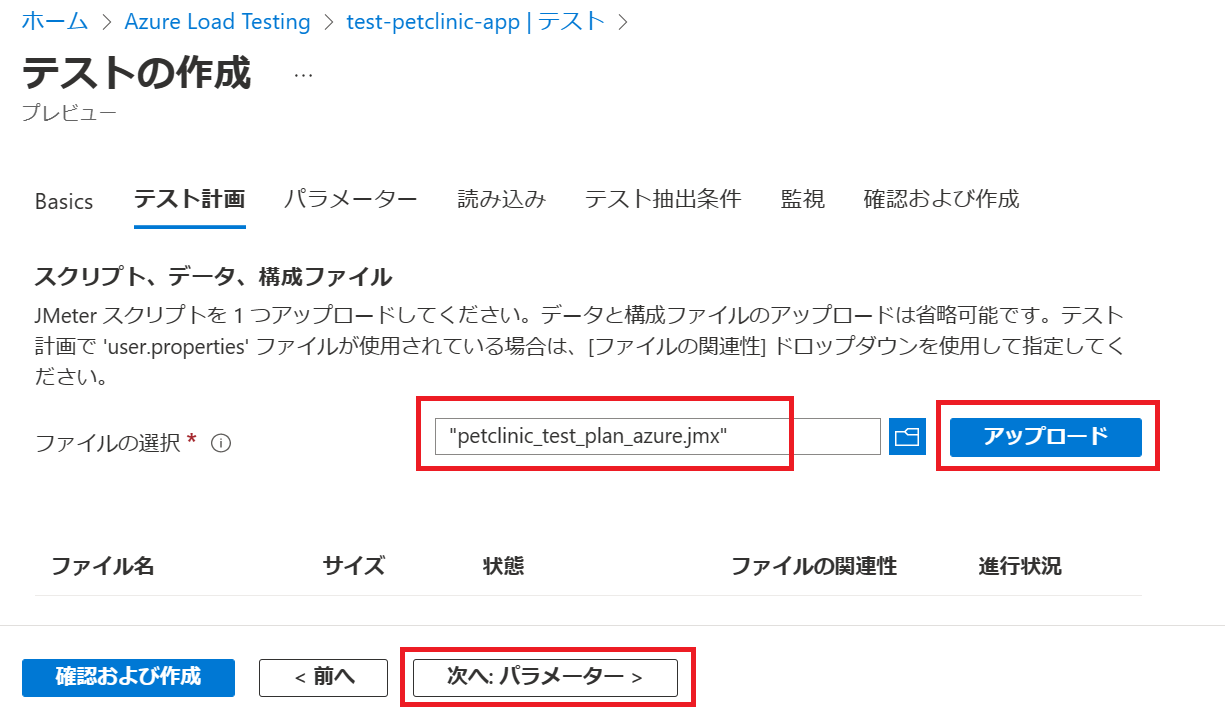 ホーム > Azure Load Testing > test-petclinic-app | テスト >
テストの作成 ...
プレビュー
Basics テスト計画 パラメーター 読み込み テスト抽出条件 監視 確認および作成
スクリプト、データ、構成ファイル
JMeter スクリプトを 1 つアップロードしてください。データと構成ファイルのアップロードは省略可能です。テスト
計画で 'user.properties' ファイルが使用されている場合は、[ファイルの関連性] ドロップダウンを使用して指定してく
ださい。
ファイルの選択 * "petclinic_test_plan_azure.jmx" アップロード
ファイル名 サイズ 状態 ファイルの関連性 進行状況
確認および作成 < 前へ 次へ: パラメーター >